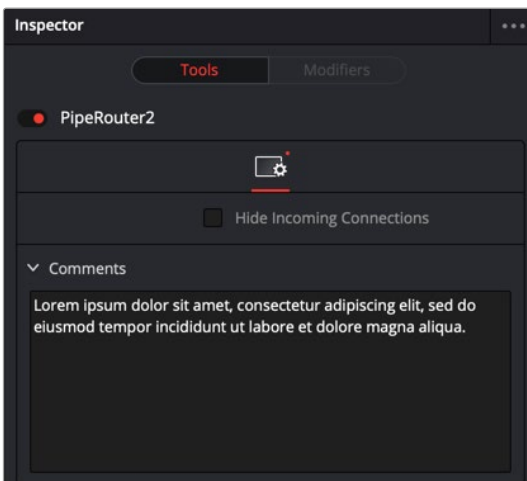 Inspector
Tools
Modifiers
PipeRouter2
Hide Incoming Connections
Comments
Lorem ipsum dolor sit amet, consectetur adipiscing elit, sed do
eiusmod tempor incididunt ut labore et dolore magna aliqua.